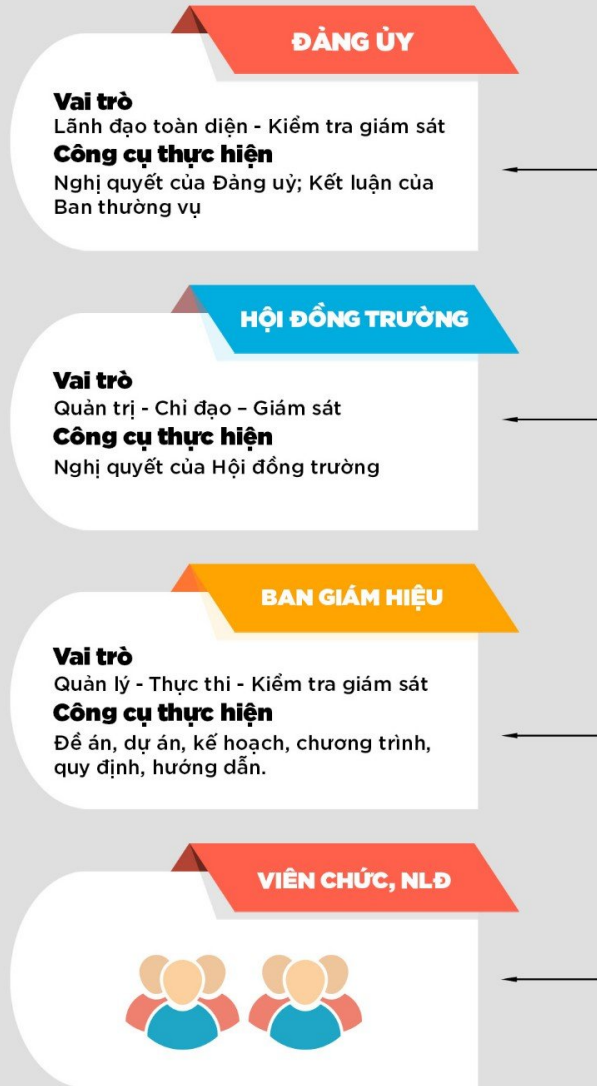 ĐẢNG ỦY
Vai trò
Lãnh đạo toàn diện - Kiểm tra giám sát
Công cụ thực hiện
Nghị quyết của Đảng uỷ; Kết luận của
Ban thường vụ
HỘI ĐỒNG TRƯỜNG
Vai trò
Quản trị - Chỉ đạo – Giám sát
Công cụ thực hiện
Nghị quyết của Hội đồng trường
BAN GIÁM HIỆU
Vai trò
Quản lý - Thực thi - Kiểm tra giám sát
Công cụ thực hiện
Đề án, dự án, kế hoạch, chương trình,
quy định, hướng dẫn.
VIÊN CHỨC, NLĐ